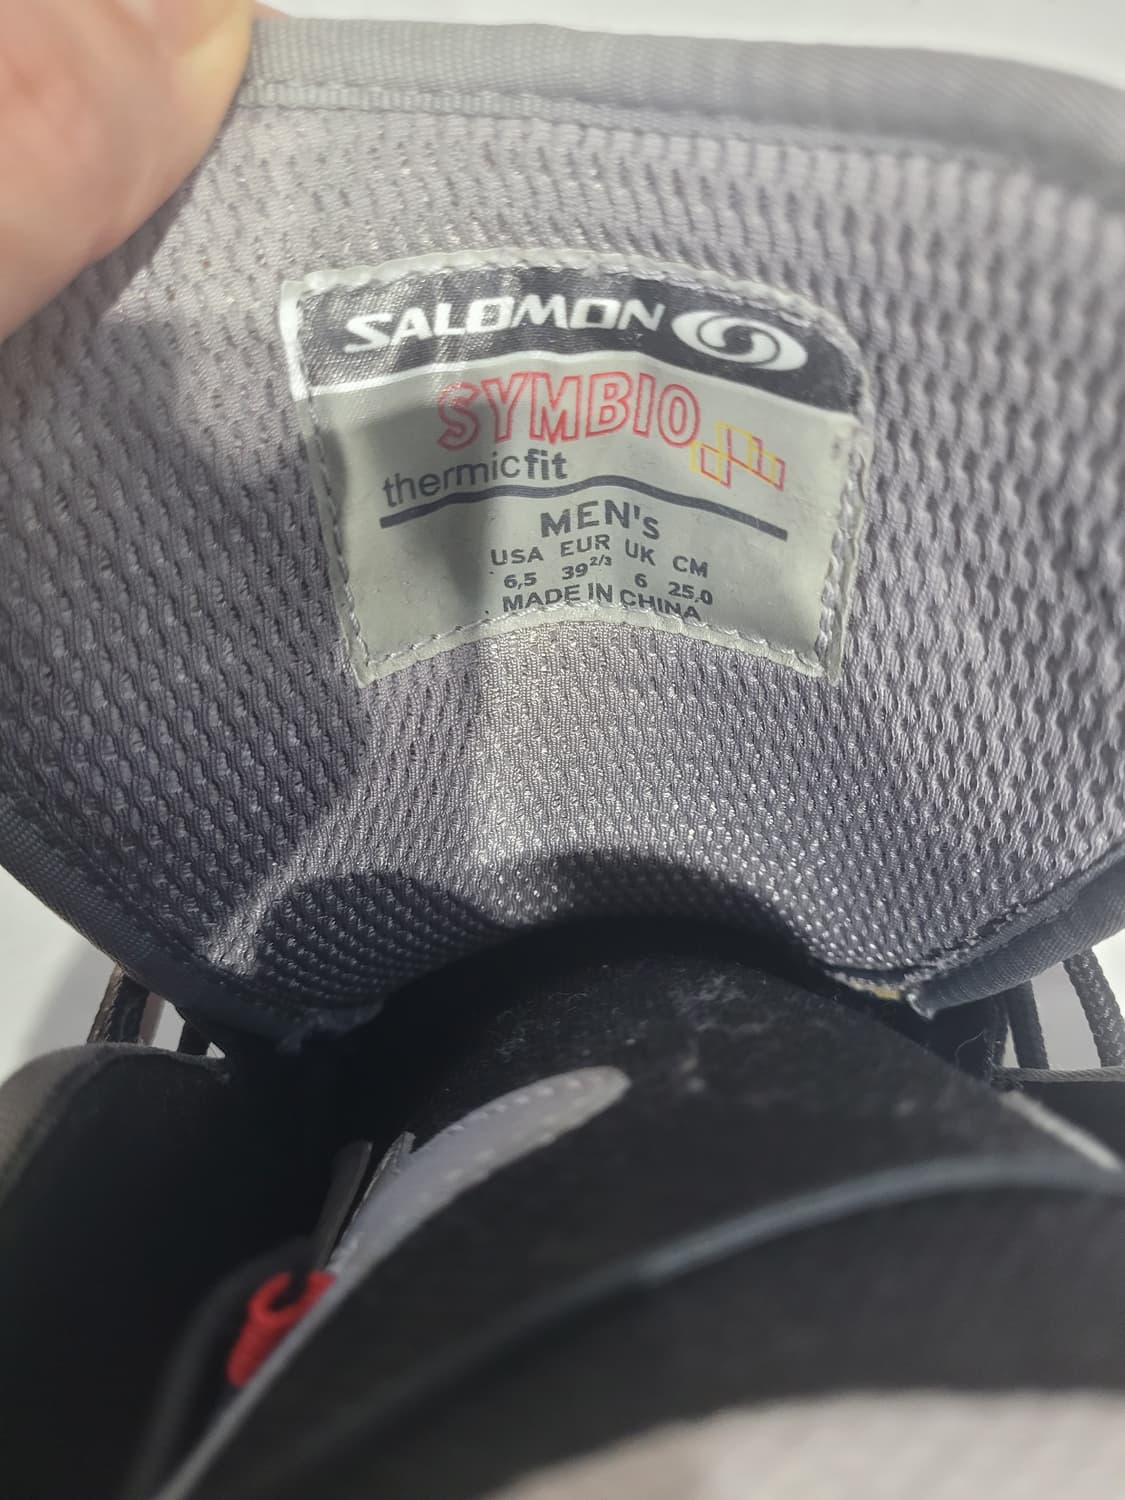 SALOMON
SYMBIO
thermicfit
MEN's
USA EUR UK CM
6,5 39 2/3 6 25,0
MADE IN CHINA